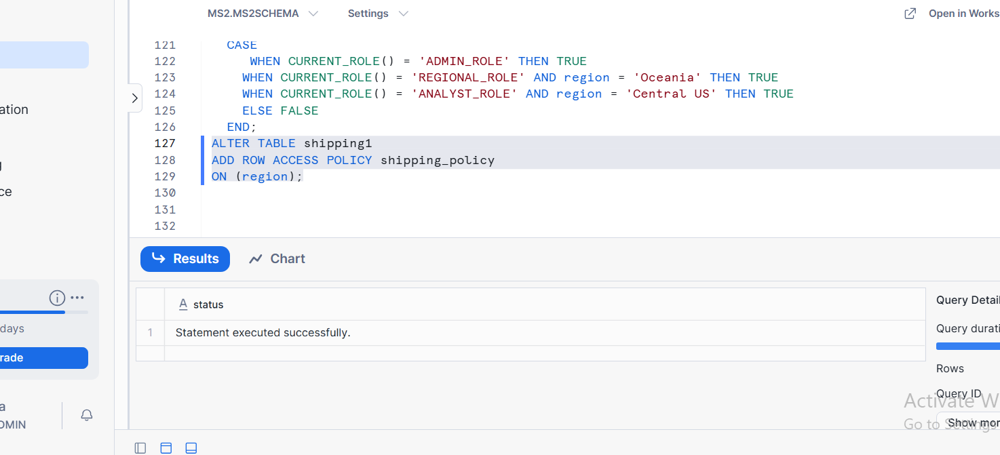 MS2.MS2SCHEMA Settings Open in Works
121 CASE
122 WHEN CURRENT_ROLE() = 'ADMIN_ROLE' THEN TRUE
123 WHEN CURRENT_ROLE() = 'REGIONAL_ROLE' AND region = 'Oceania' THEN TRUE
124 WHEN CURRENT_ROLE() = 'ANALYST_ROLE' AND region = 'Central US' THEN TRUE
ation
125 ELSE FALSE
126 END;
127 ALTER TABLE shipping1
128 ADD ROW ACCESS POLICY shipping_policy
g
129 ON (region);
ce
130
131
132
Results Chart
days
rade
a
DMIN
A status
1 Statement executed successfully.
Query Detail
Query durati
Rows
Query ID
Activate W
Show mor
Go to Settings